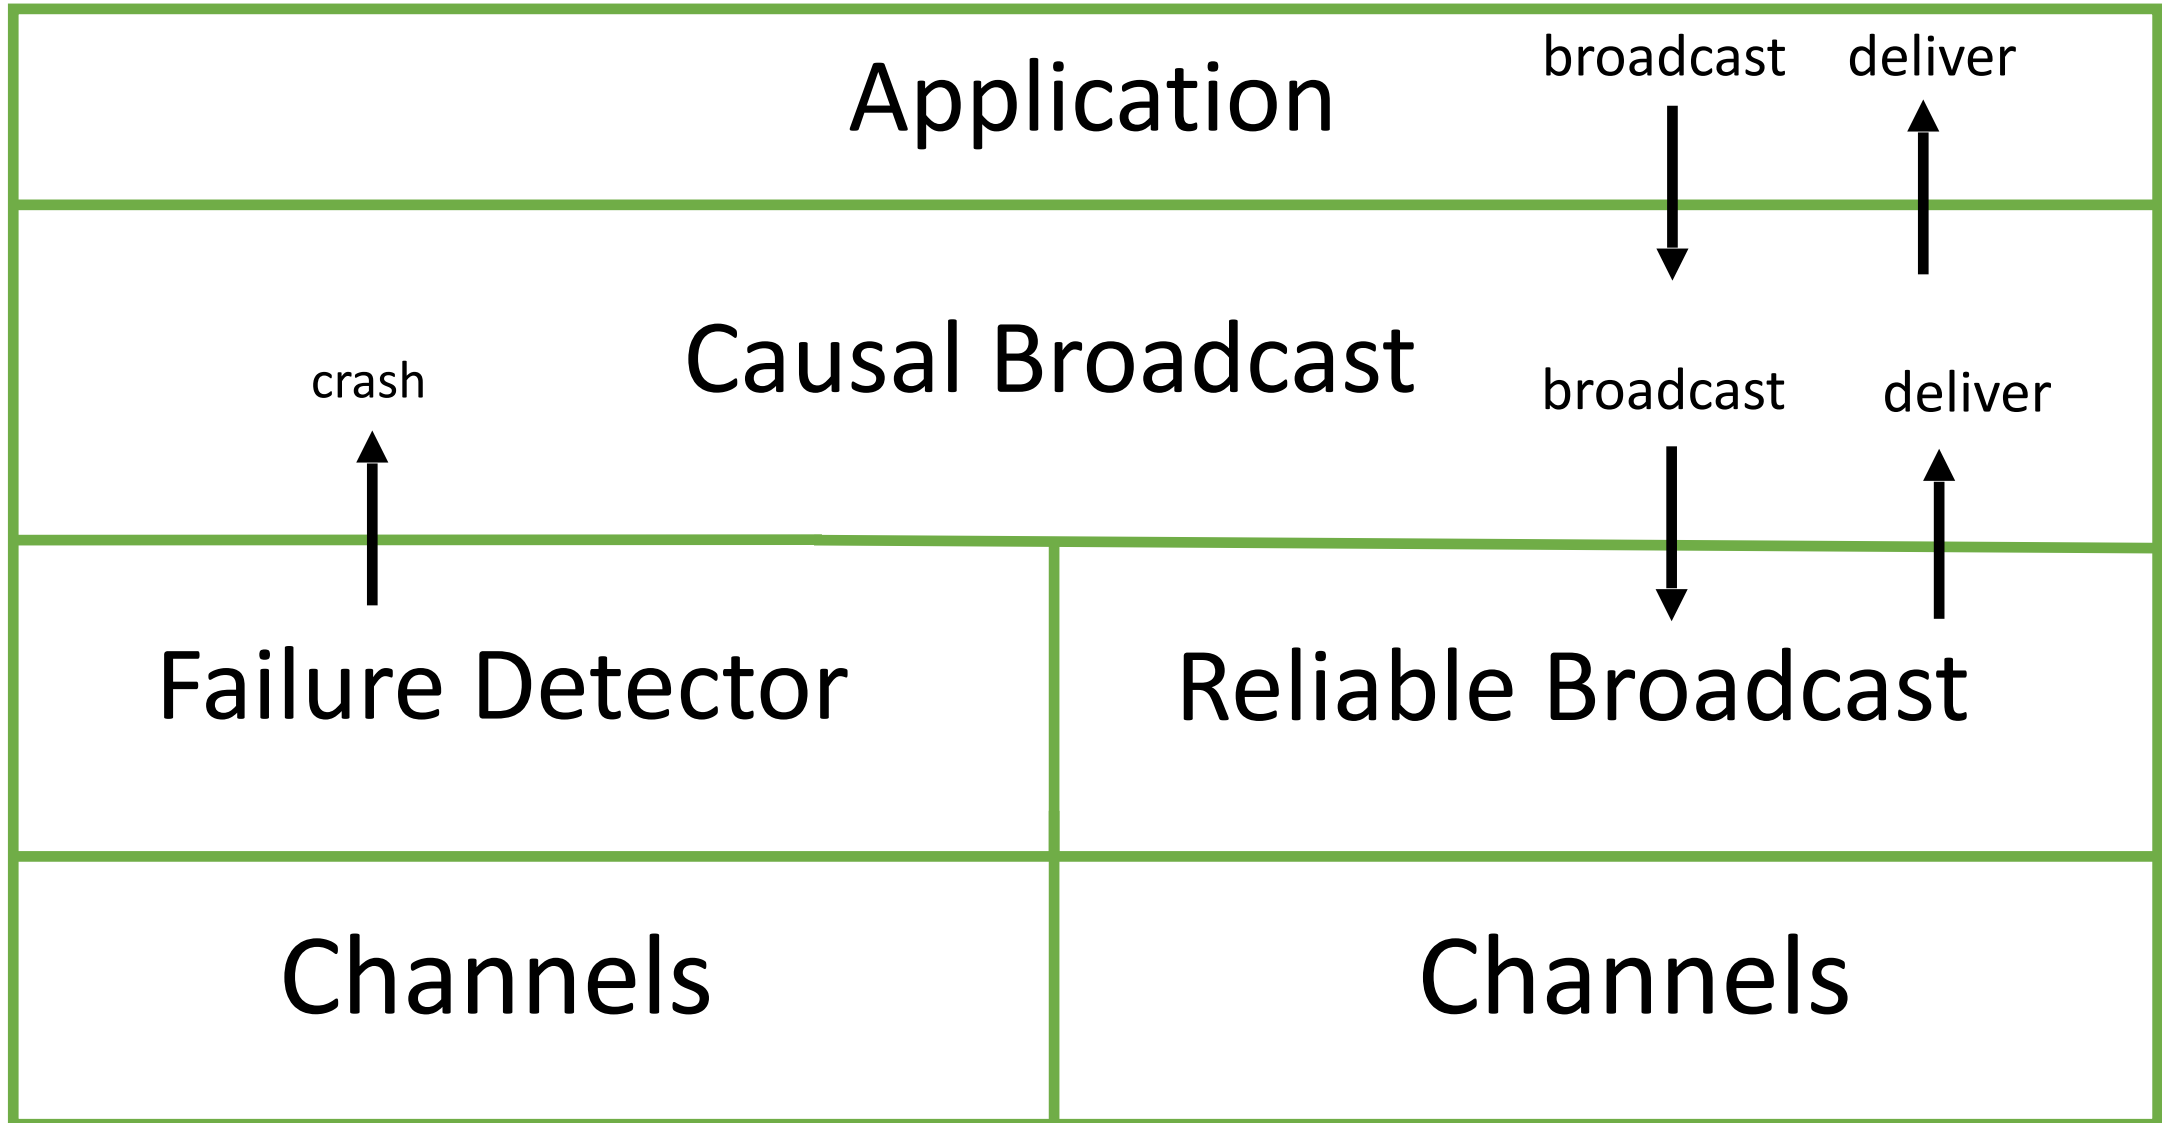 Application
broadcast deliver
Causal Broadcast
crash
broadcast deliver
Failure Detector
Reliable Broadcast
Channels
Channels